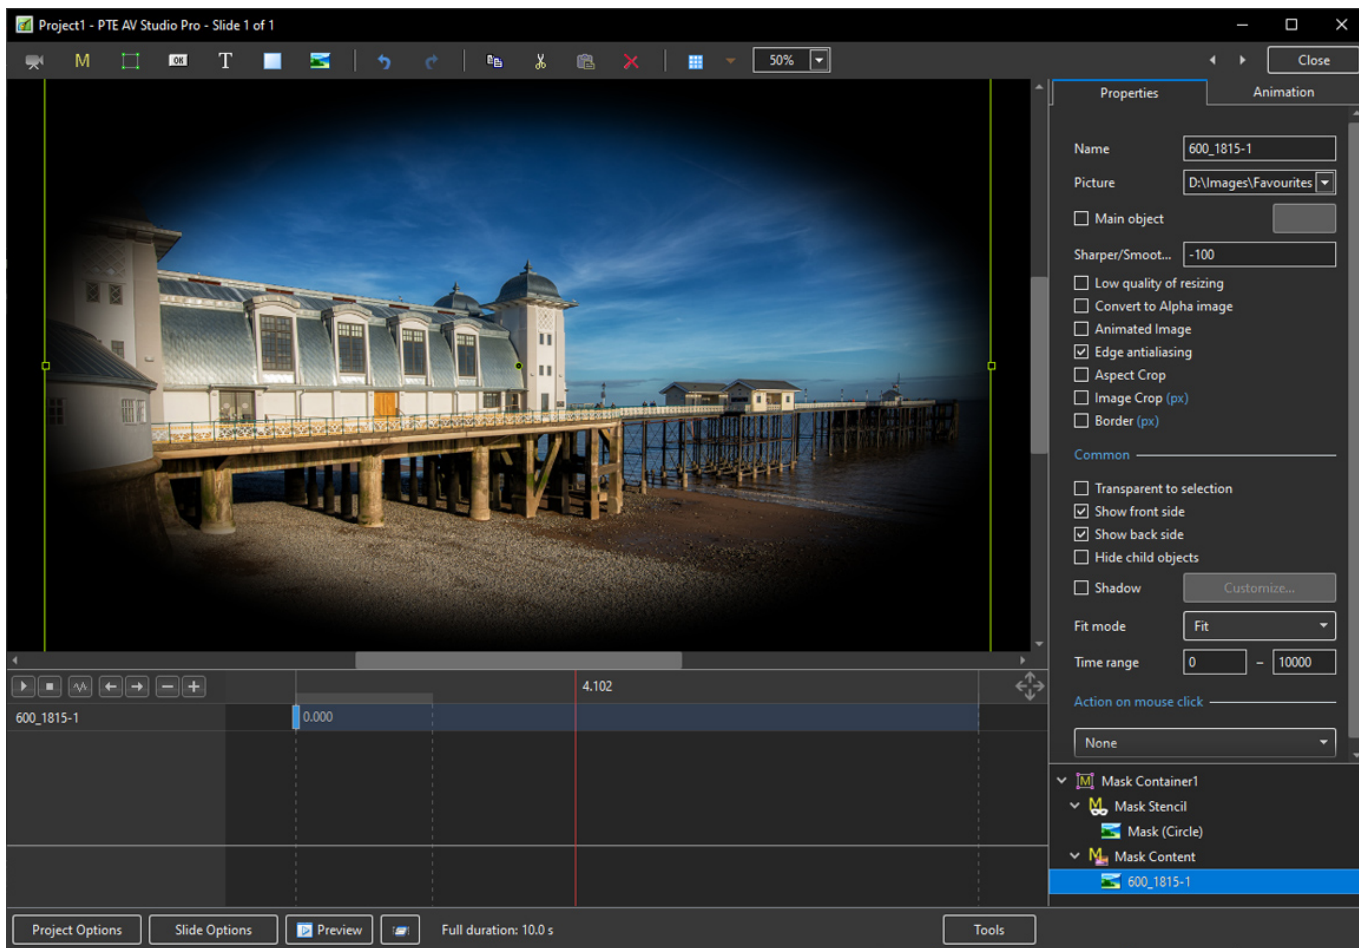 Project1 - PTE AV Studio Pro - Slide 1 of 1
M
OK
T
50%
Close
Properties
Animation
Name
600_1815-1
Picture
D:\Images\Favourites
Main object
Sharper/Smoot...
-100
Low quality of resizing
Convert to Alpha image
Animated Image
Edge antialiasing
Aspect Crop
Image Crop (px)
Border (px)
Common
Transparent to selection
Show front side
Show back side
Hide child objects
Shadow
Customize...
Fit mode
Fit
Time range
0 – 10000
Action on mouse click
None
4.102
600_1815-1
0.000
M Mask Container1
M Mask Stencil
Mask (Circle)
M Mask Content
600_1815-1
Project Options
Slide Options
Preview
Full duration: 10.0 s
Tools